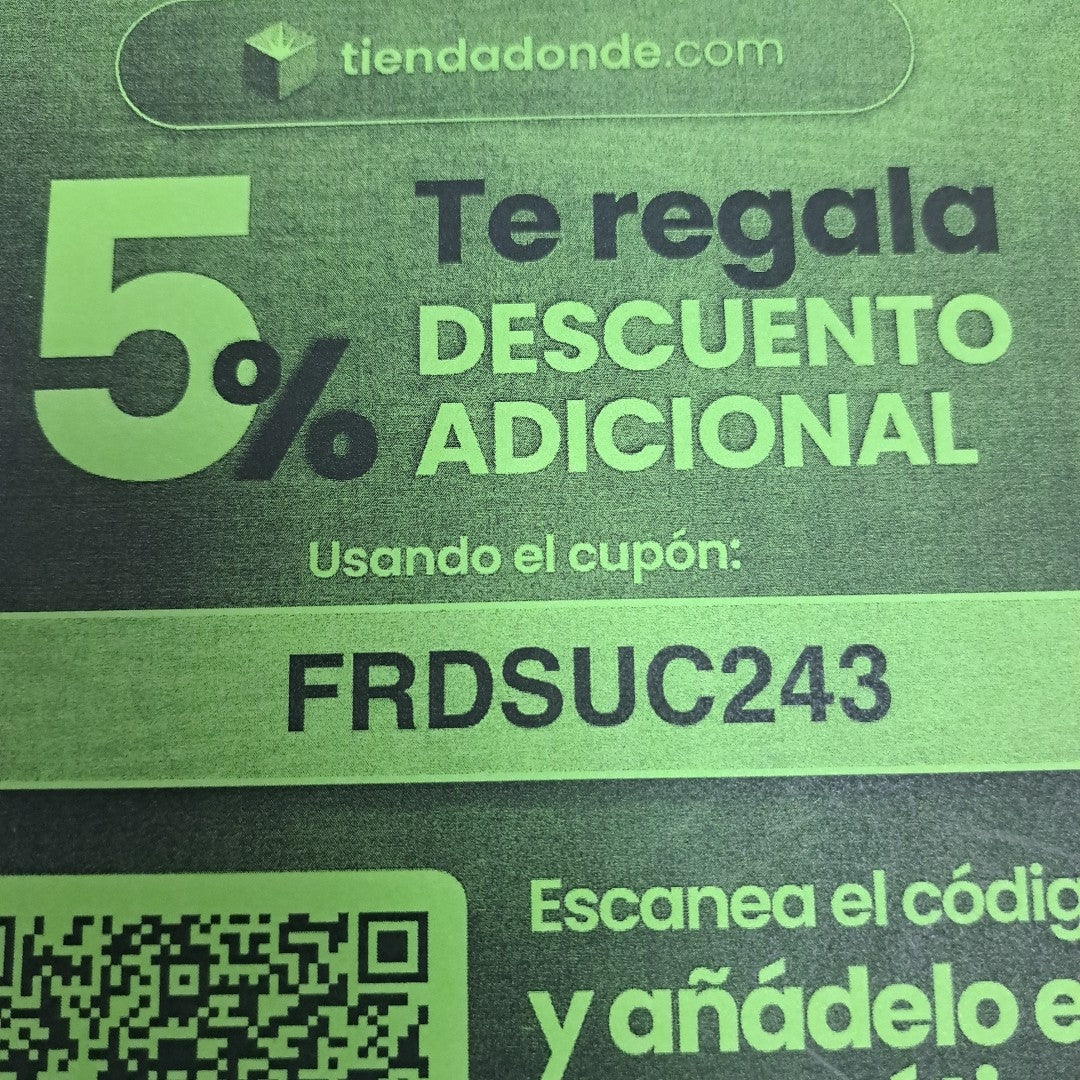 tiendadonde.com
5% Te regala
DESCUENTO
ADICIONAL
Usando el cupón:
FRDSUC243
Escanea el códig
y añádelo e